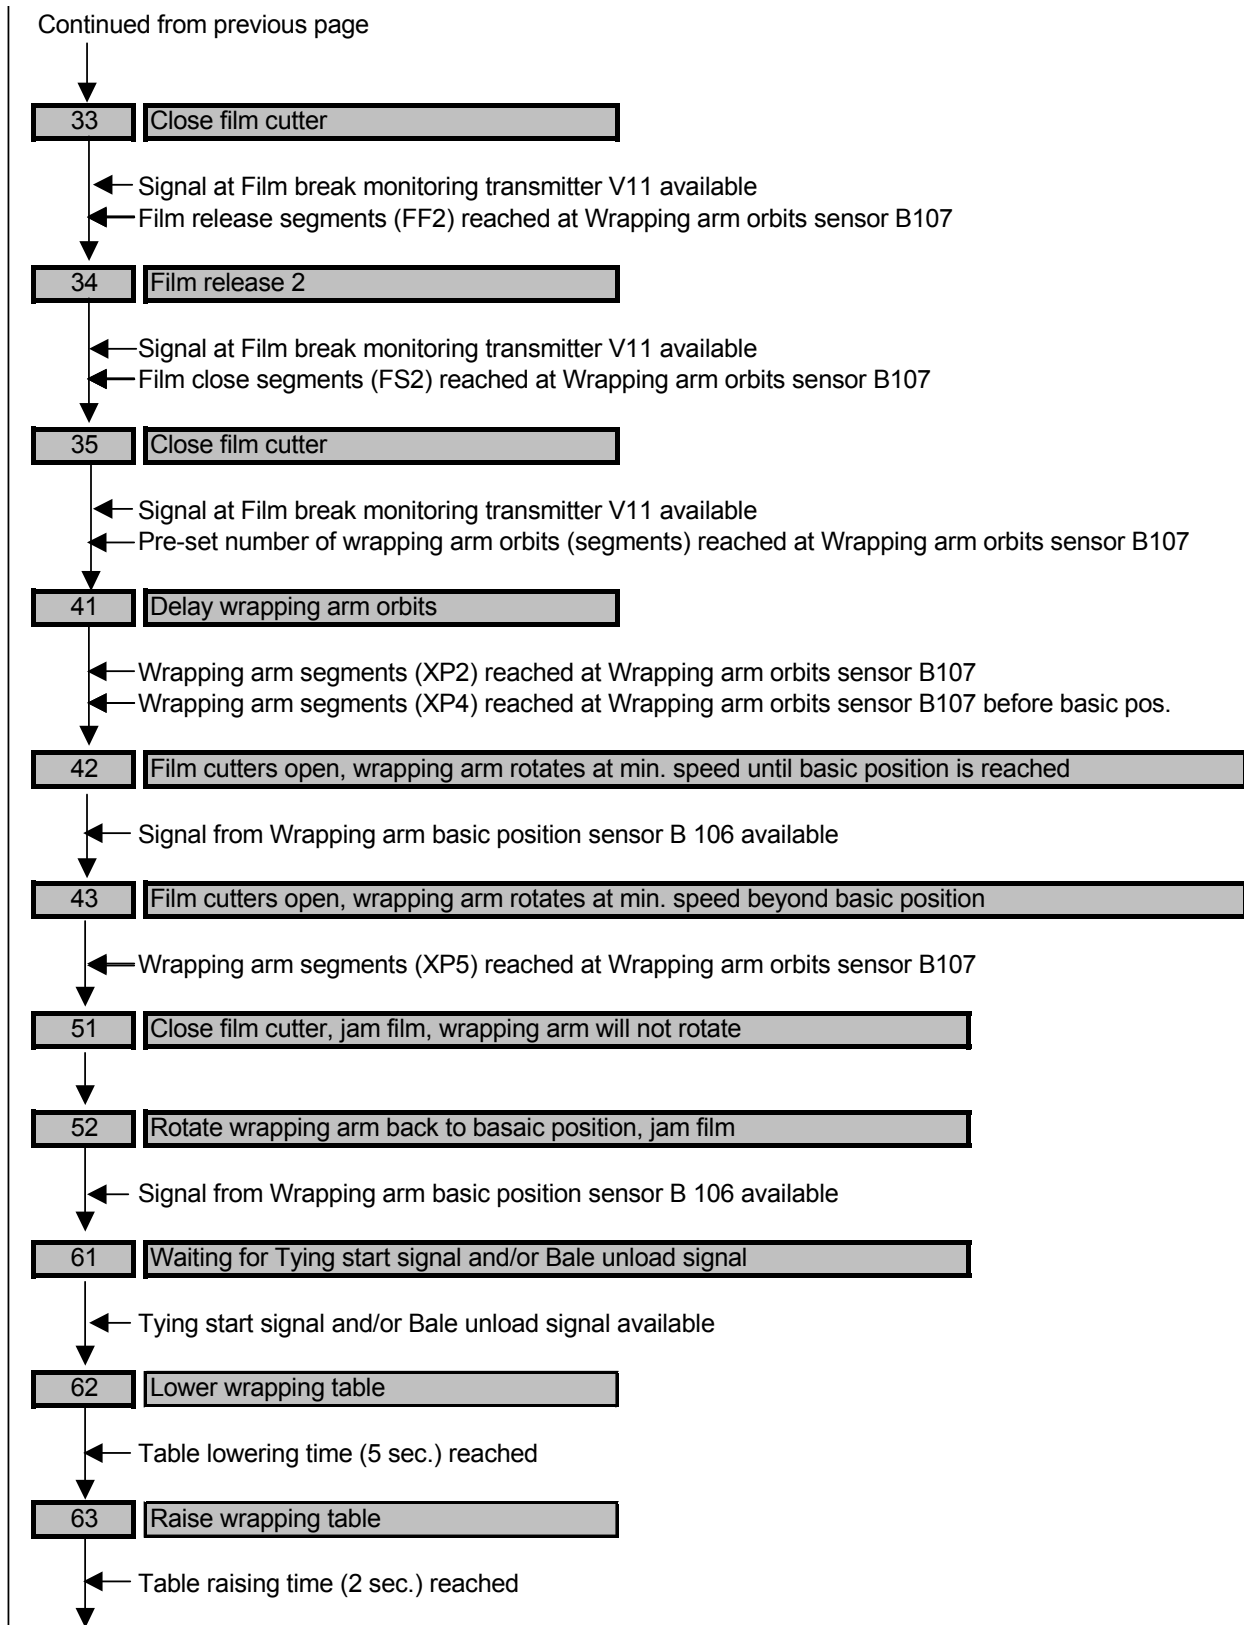 Continued from previous page
33 Close film cutter
Signal at Film break monitoring transmitter V11 available
Film release segments (FF2) reached at Wrapping arm orbits sensor B107
34 Film release 2
Signal at Film break monitoring transmitter V11 available
Film close segments (FS2) reached at Wrapping arm orbits sensor B107
35 Close film cutter
Signal at Film break monitoring transmitter V11 available
Pre-set number of wrapping arm orbits (segments) reached at Wrapping arm orbits sensor B107
41 Delay wrapping arm orbits
Wrapping arm segments (XP2) reached at Wrapping arm orbits sensor B107
Wrapping arm segments (XP4) reached at Wrapping arm orbits sensor B107 before basic pos.
42 Film cutters open, wrapping arm rotates at min. speed until basic position is reached
Signal from Wrapping arm basic position sensor B 106 available
43 Film cutters open, wrapping arm rotates at min. speed beyond basic position
Wrapping arm segments (XP5) reached at Wrapping arm orbits sensor B107
51 Close film cutter, jam film, wrapping arm will not rotate
52 Rotate wrapping arm back to basaic position, jam film
Signal from Wrapping arm basic position sensor B 106 available
61 Waiting for Tying start signal and/or Bale unload signal
Tying start signal and/or Bale unload signal available
62 Lower wrapping table
Table lowering time (5 sec.) reached
63 Raise wrapping table
Table raising time (2 sec.) reached